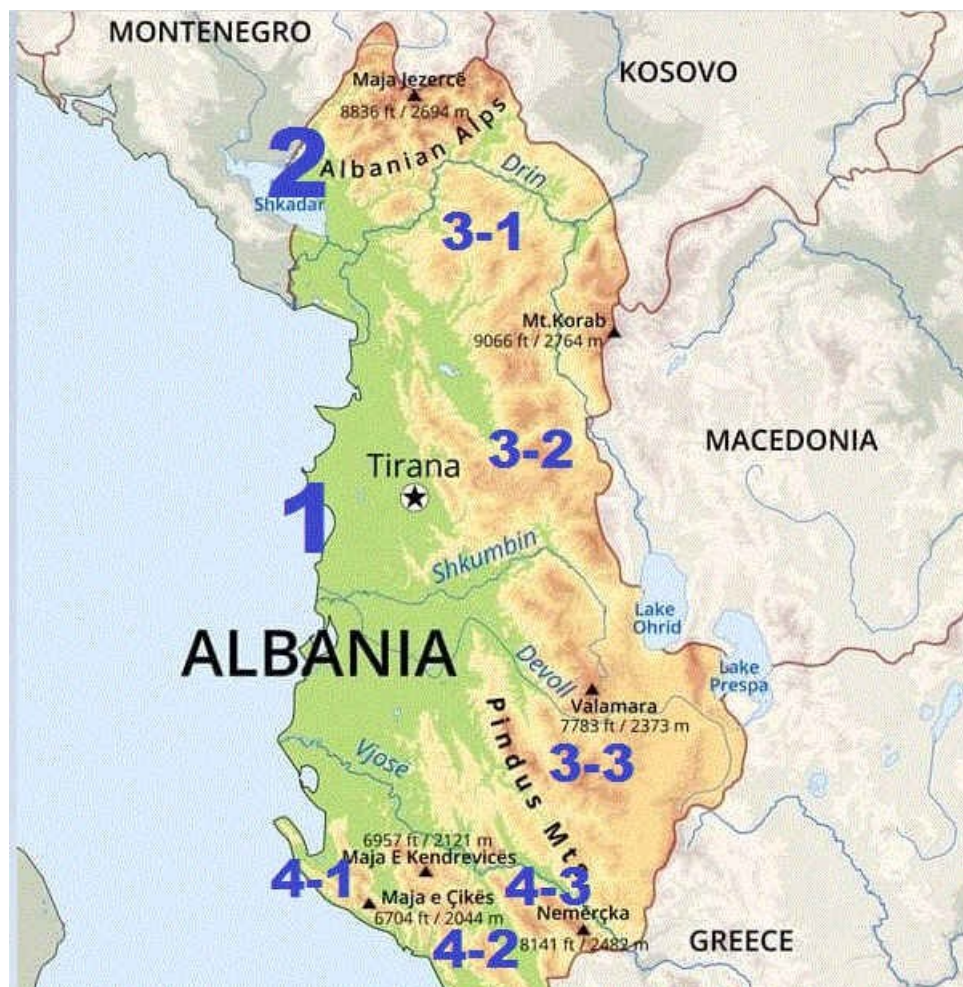 MONTENEGRO
KOSOVO
Maja Jezercë
8836 ft / 2694 m
Albanian Alps
2
Drin
Shkadar
3-1
Mt.Korab
9066 ft / 2764 m
MACEDONIA
3-2
Tirana
1
Shkumbin
Lake
Ohrid
ALBANIA
Lake
Prespa
Devoll
Valamara
7783 ft / 2373 m
Pindus Mts
3-3
Vjose
6957 ft / 2121 m
Maja E Kendrevicës
4-1
4-3
Maja e Çikës
6704 ft / 2044 m
Nemërçka
8141 ft / 2482 m
4-2
GREECE